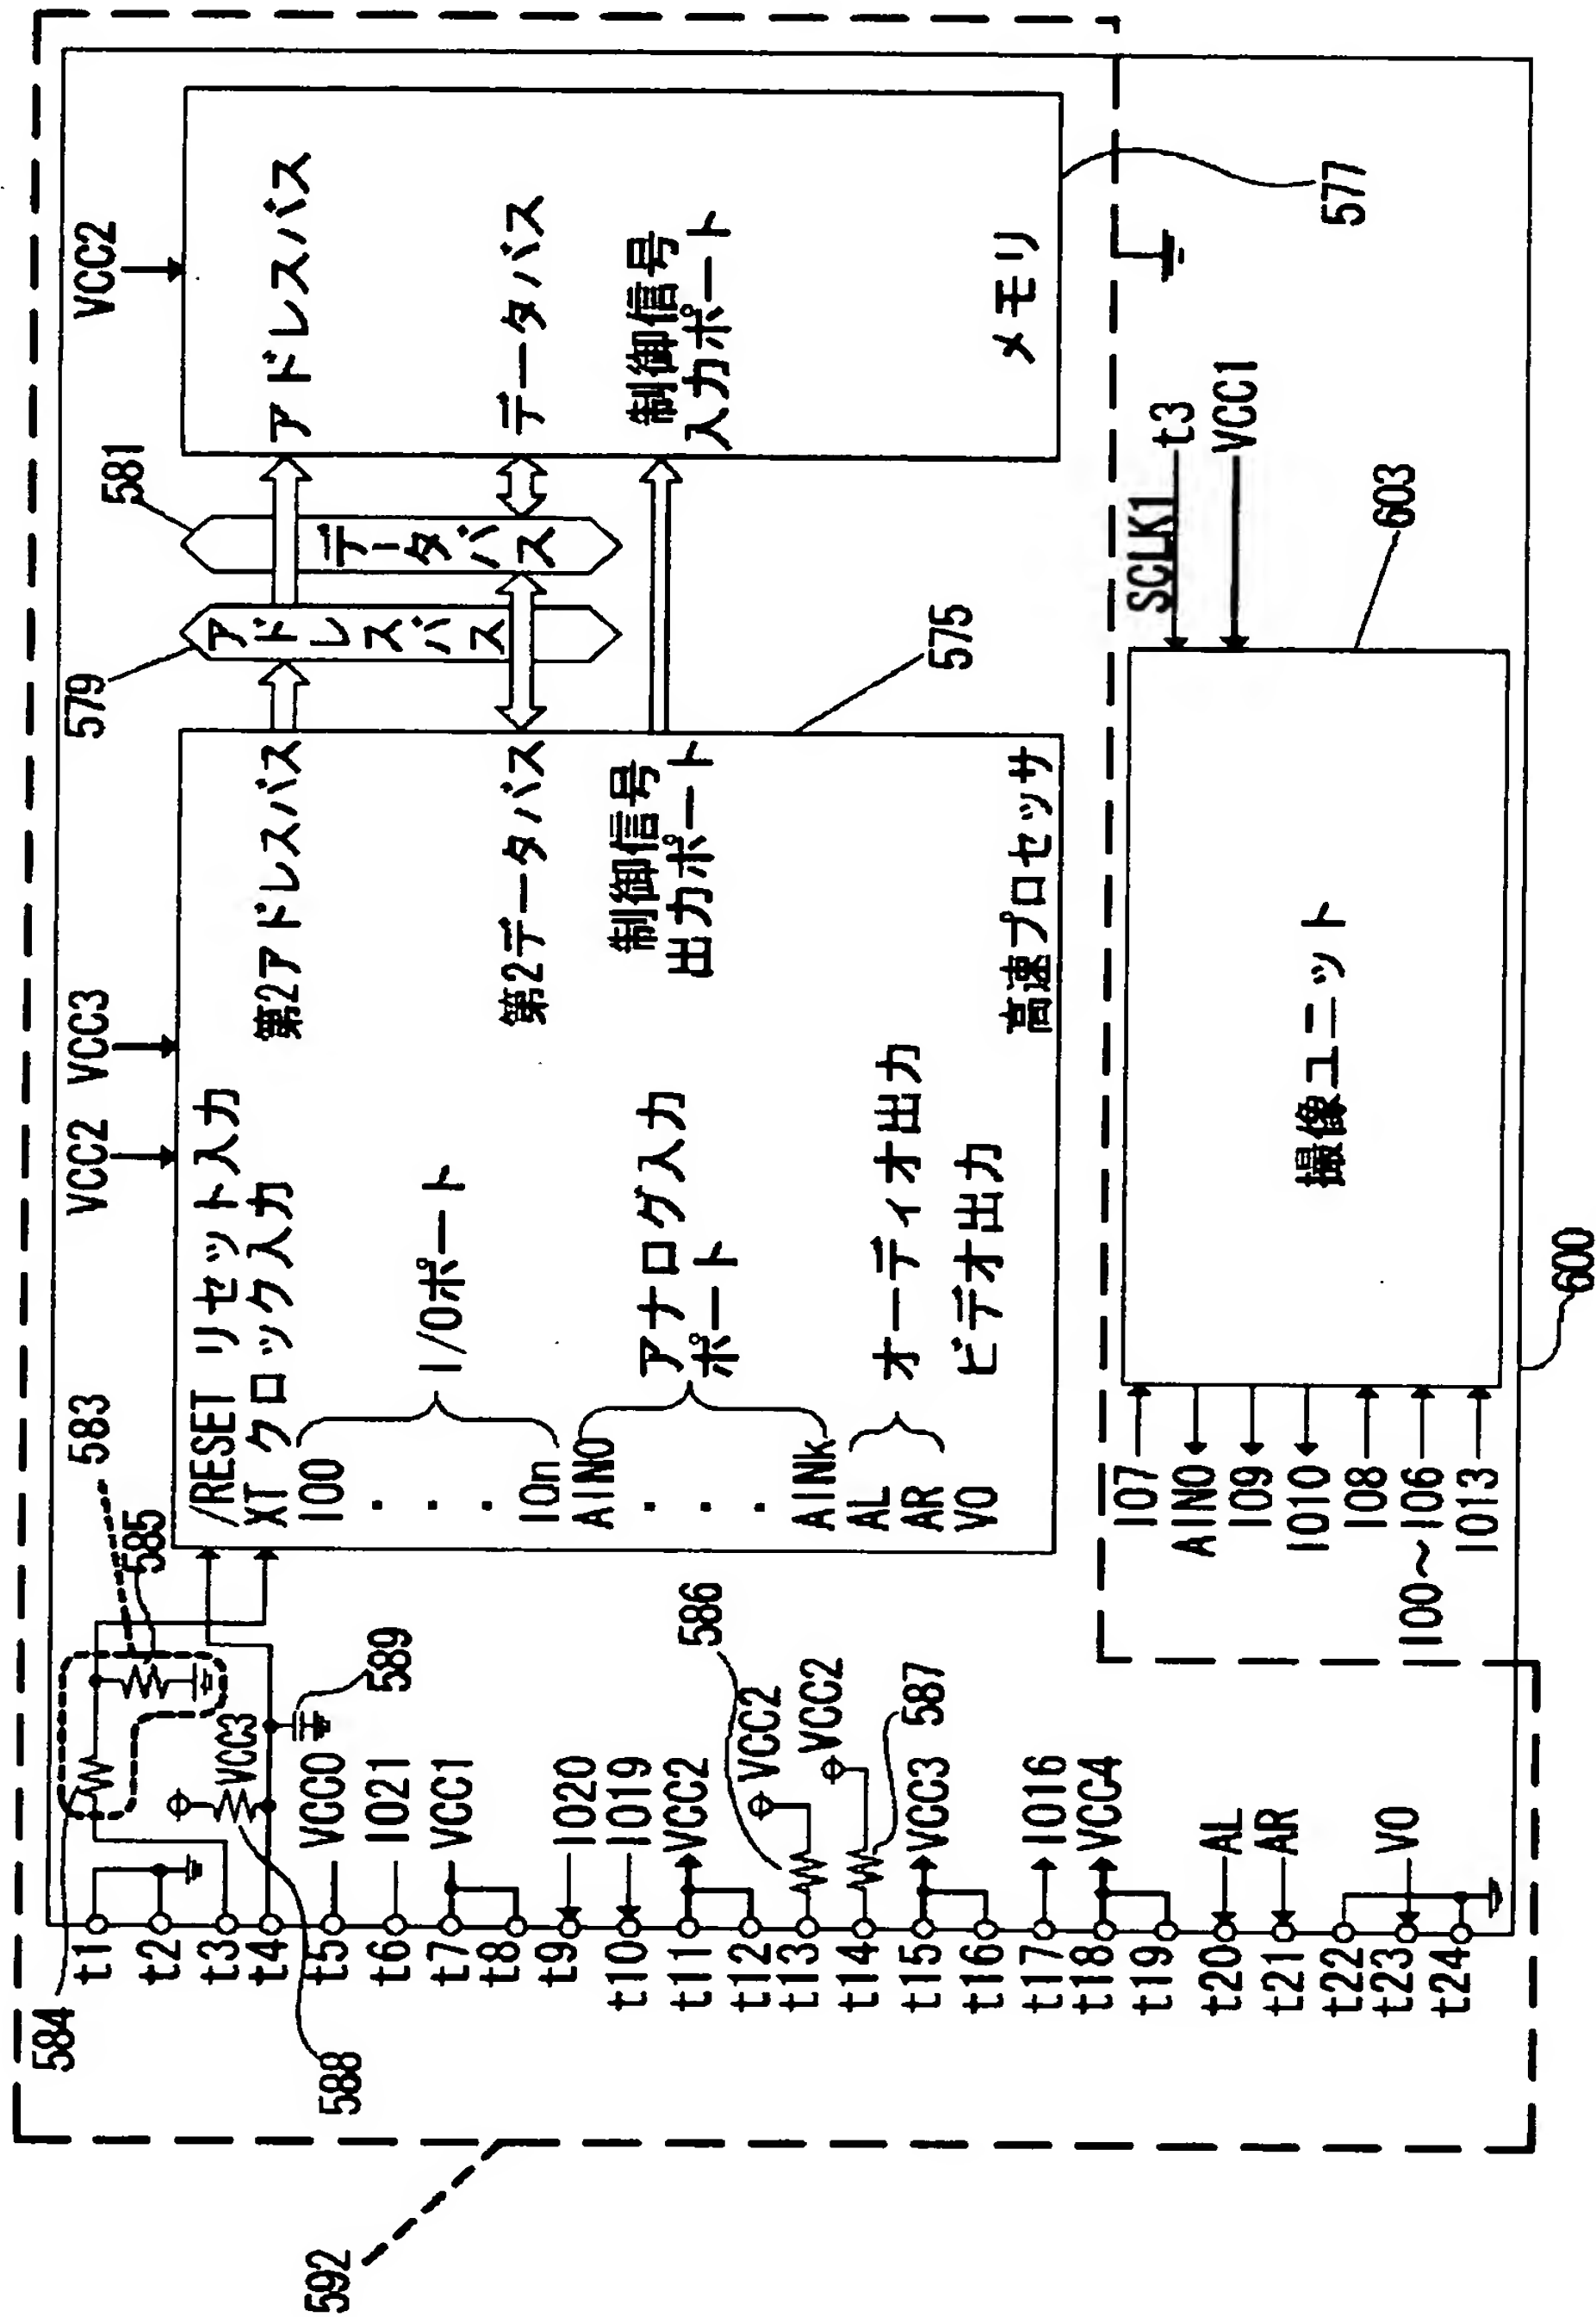 592
584
588
t1
t2
t3
t4
t5
t6
t7
t8
t9
t10
t11
t12
t13
t14
t15
t16
t17
t18
t19
t20
t21
t22
t23
t24
583
585
589
VCC3
VCC0
IO21
VCC1
IO20
IO19
VCC2
586
VCC2
VCC2
587
VCC3
IO16
VCC4
AL
AR
VO
VCC2
VCC3
/RESET リセット入力
XT クロック入力
IO0
IOn
I/Oポート
AIN0
AINk
アナログ入力
ポート
AL
AR
オーディオ出力
VO
ビデオ出力
第2アドレスバス
第2データバス
制御信号
出力ポート
高速プロセッサ
575
579
アドレスバス
581
データバス
VCC2
アドレスバス
データバス
制御信号
入力ポート
メモリ
577
IO7
AIN0
IO9
IO10
IO8
IO0～IO6
IO13
撮像ユニット
SCLK1
t3
VCC1
603
600